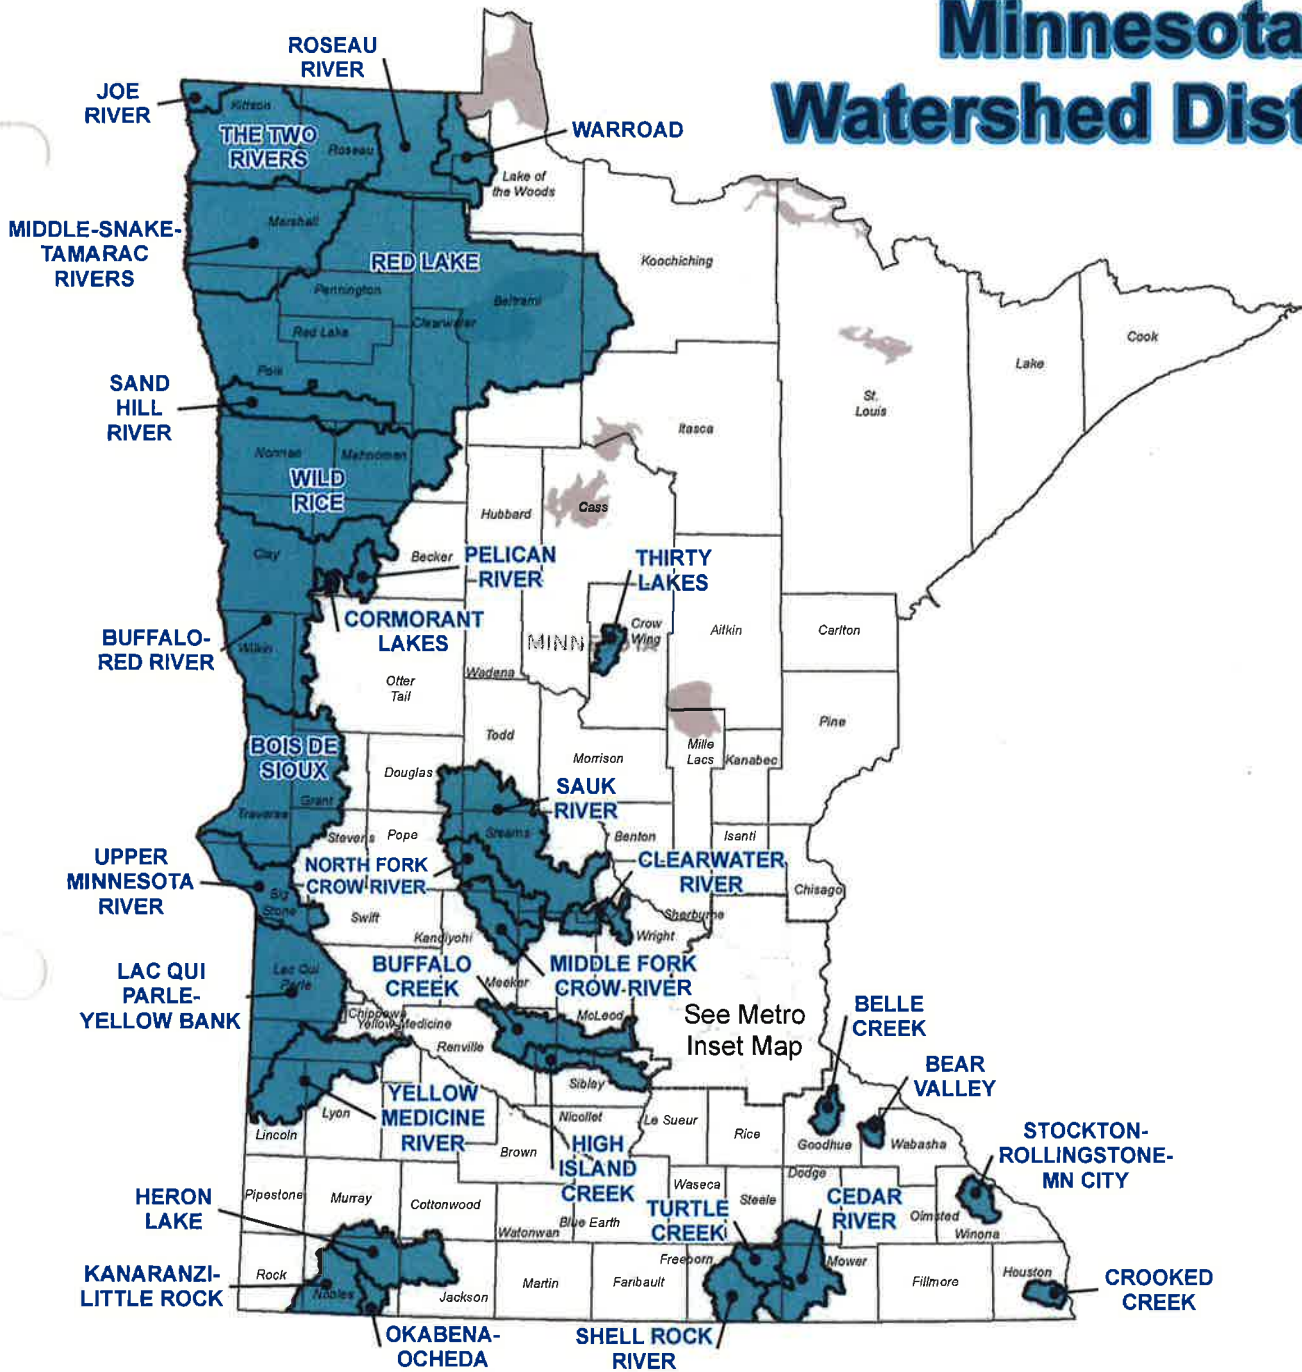 Minnesota
Watershed Dist
ROSEAU
RIVER
JOE
RIVER
Kittson
THE TWO
RIVERS
Roseau
WARROAD
Lake of
the Woods
MIDDLE-SNAKE-
TAMARAC
RIVERS
Marshall
RED LAKE
Koochiching
Pennington
Beltrami
Red Lake
Clearwater
Cook
Lake
Polk
SAND
HILL
RIVER
St.
Louis
Itasca
Norman
Mahnomen
WILD
RICE
Hubbard
Cass
Clay
Becker
PELICAN
RIVER
THIRTY
LAKES
CORMORANT
LAKES
Crow
Wing
Aitkin
Carlton
BUFFALO-
RED RIVER
Wilkin
Otter
Tail
Wadena
Pine
BOIS DE
SIOUX
Todd
Morrison
Mille
Lacs
Kanabec
Douglas
SAUK
RIVER
Grant
Traverse
Stevens
Pope
Stearns
Benton
Isanti
UPPER
MINNESOTA
RIVER
NORTH FORK
CROW RIVER
CLEARWATER
RIVER
Chisago
Big
Stone
Swift
Sherburne
Kandiyohi
Wright
LAC QUI
PARLE-
YELLOW BANK
Lac Qui
Parle
BUFFALO
CREEK
MIDDLE FORK
CROW-RIVER
Meeker
Chippewa
Yellow Medicine
McLeod
See Metro
Inset Map
BELLE
CREEK
Renville
BEAR
VALLEY
Sibley
YELLOW
MEDICINE
RIVER
Lyon
Nicollet
Le Sueur
Rice
Goodhue
Wabasha
Lincoln
Brown
HIGH
ISLAND
CREEK
STOCKTON-
ROLLINGSTONE-
MN CITY
Waseca
Steele
Dodge
HERON
LAKE
Pipestone
Murray
Cottonwood
Watonwan
Blue Earth
TURTLE
CREEK
CEDAR
RIVER
Olmsted
Winona
KANARANZI-
LITTLE ROCK
Rock
Nobles
Jackson
Martin
Faribault
Freeborn
Mower
Fillmore
Houston
CROOKED
CREEK
OKABENA-
OCHEDA
SHELL ROCK
RIVER